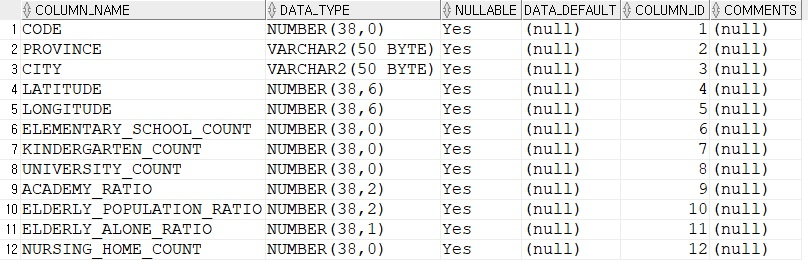 COLUMN_NAME DATA_TYPE NULLABLE DATA_DEFAULT COLUMN_ID COMMENTS
1 CODE NUMBER(38,0) Yes (null) 1 (null)
2 PROVINCE VARCHAR2(50 BYTE) Yes (null) 2 (null)
3 CITY VARCHAR2(50 BYTE) Yes (null) 3 (null)
4 LATITUDE NUMBER(38,6) Yes (null) 4 (null)
5 LONGITUDE NUMBER(38,6) Yes (null) 5 (null)
6 ELEMENTARY_SCHOOL_COUNT NUMBER(38,0) Yes (null) 6 (null)
7 KINDERGARTEN_COUNT NUMBER(38,0) Yes (null) 7 (null)
8 UNIVERSITY_COUNT NUMBER(38,0) Yes (null) 8 (null)
9 ACADEMY_RATIO NUMBER(38,2) Yes (null) 9 (null)
10 ELDERLY_POPULATION_RATIO NUMBER(38,2) Yes (null) 10 (null)
11 ELDERLY_ALONE_RATIO NUMBER(38,1) Yes (null) 11 (null)
12 NURSING_HOME_COUNT NUMBER(38,0) Yes (null) 12 (null)